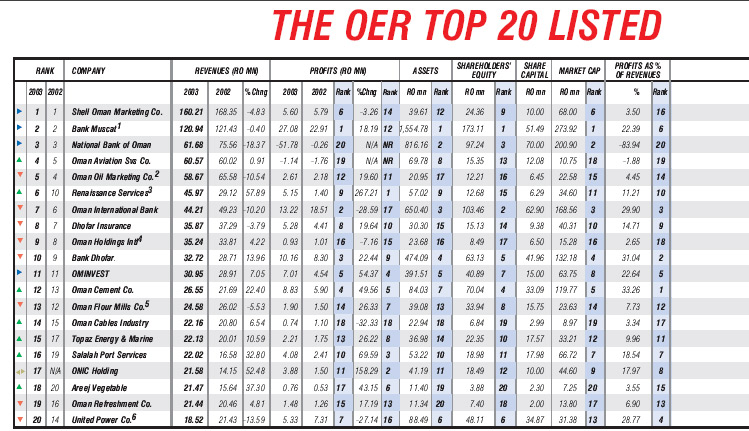 THE OER TOP 20 LISTED
RANK COMPANY REVENUES (RO MN) PROFITS (RO MN) ASSETS SHAREHOLDERS' EQUITY SHARE CAPITAL MARKET CAP PROFITS AS % OF REVENUES
2003 2002 2003 2002 %Chng 2003 2002 Rank %Chng Rank RO mn Rank RO mn Rank RO mn RO mn Rank % Rank
1 1 Shell Oman Marketing Co. 160.21 168.35 -4.83 5.60 5.79 6 -3.26 14 39.61 12 24.36 9 10.00 68.00 6 3.50 16
2 2 Bank Muscat1 120.94 121.43 -0.40 27.08 22.91 1 18.19 12 1,554.78 1 173.11 1 51.49 273.92 1 22.39 6
3 3 National Bank of Oman 61.68 75.56 -18.37 -51.78 -0.26 20 N/A NR 816.16 2 97.24 3 70.00 200.90 2 -83.94 20
4 5 Oman Aviation Svs Co. 60.57 60.02 0.91 -1.14 -1.76 19 N/A NR 69.78 8 15.35 13 12.08 10.75 18 -1.88 19
5 4 Oman Oil Marketing Co.2 58.67 65.58 -10.54 2.61 2.18 12 19.60 11 20.95 17 12.21 16 6.45 22.58 15 4.45 14
6 10 Renaissance Services3 45.97 29.12 57.89 5.15 1.40 9 267.21 1 57.02 9 12.68 15 6.29 34.60 11 11.21 10
7 6 Oman International Bank 44.21 49.23 -10.20 13.22 18.51 2 -28.59 17 650.40 3 103.46 2 62.90 168.56 3 29.90 3
8 7 Dhofar Insurance 35.87 37.29 -3.79 5.28 4.41 8 19.64 10 30.30 15 15.13 14 9.38 40.31 10 14.71 9
9 8 Oman Holdings Intl4 35.24 33.81 4.22 0.93 1.01 16 -7.16 15 23.68 16 8.49 17 6.50 15.28 16 2.65 18
10 9 Bank Dhofar 32.72 28.71 13.96 10.16 8.30 3 22.44 9 474.09 4 63.13 5 41.96 132.18 4 31.04 2
11 11 OMINVEST 30.95 28.91 7.05 7.01 4.54 5 54.37 4 391.51 5 40.89 7 15.00 63.75 8 22.64 5
12 13 Oman Cement Co. 26.55 21.69 22.40 8.83 5.90 4 49.56 5 84.03 7 70.04 4 33.09 119.77 5 33.26 1
13 12 Oman Flour Mills Co.5 24.58 26.02 -5.53 1.90 1.50 14 26.33 7 39.08 13 33.94 8 15.75 23.63 14 7.73 12
14 15 Oman Cables Industry 22.16 20.80 6.54 0.74 1.10 18 -32.33 18 22.94 18 6.84 19 2.99 8.97 19 3.34 17
15 17 Topaz Energy & Marine 22.13 20.01 10.59 2.21 1.75 13 26.22 8 36.98 14 22.35 10 17.57 33.21 12 9.96 11
16 19 Salalah Port Services 22.02 16.58 32.80 4.08 2.41 10 69.59 3 53.22 10 18.98 11 17.98 66.72 7 18.54 7
17 N/A ONIC Holding 21.58 14.15 52.48 3.88 1.50 11 158.29 2 41.19 11 18.49 12 10.00 44.60 9 17.97 8
18 20 Areej Vegetable 21.47 15.64 37.30 0.76 0.53 17 43.15 6 11.40 19 3.88 20 2.30 7.25 20 3.55 15
19 16 Oman Refreshment Co. 21.44 20.46 4.81 1.48 1.26 15 17.19 13 11.34 20 7.40 18 2.00 13.80 17 6.90 13
20 14 United Power Co.6 18.52 21.43 -13.59 5.33 7.31 7 -27.14 16 88.49 6 48.11 6 34.87 31.38 13 28.77 4